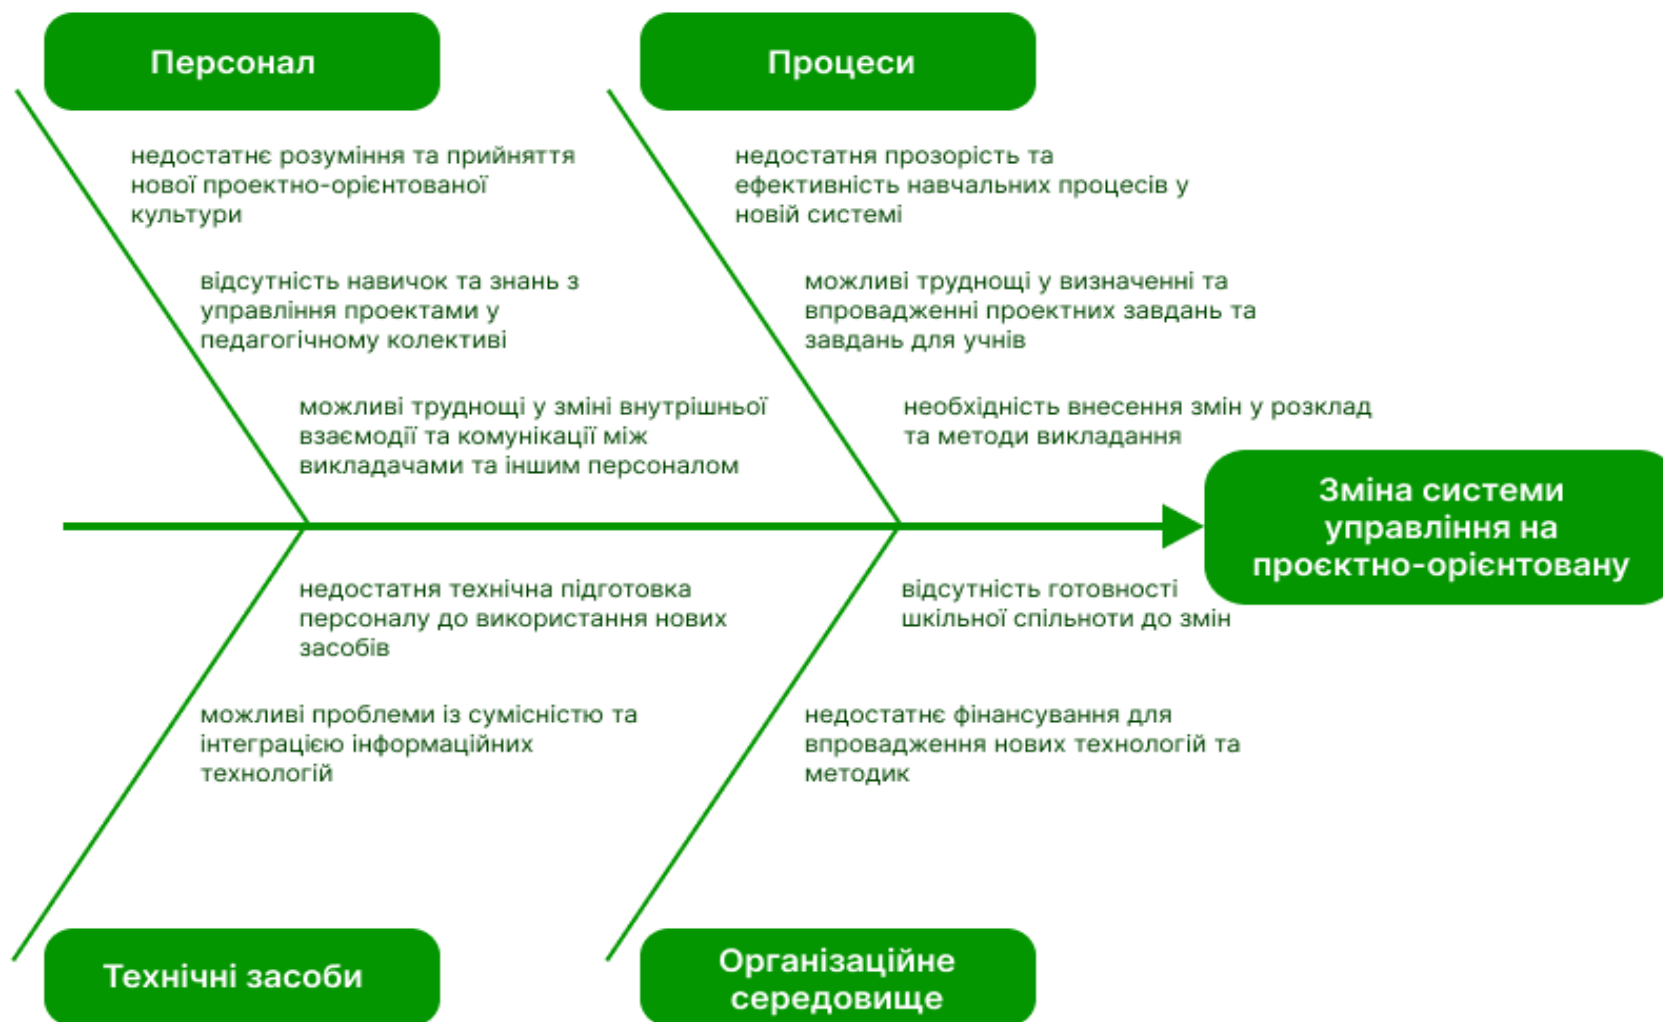 Персонал
недостатнє розуміння та прийняття
нової проектно-орієнтованої
культури
відсутність навичок та знань з
управління проектами у
педагогічному колективі
можливі труднощі у зміні внутрішньої
взаємодії та комунікації між
викладачами та іншим персоналом
Процеси
недостатня прозорість та
ефективність навчальних процесів у
новій системі
можливі труднощі у визначенні та
впровадженні проектних завдань та
завдань для учнів
необхідність внесення змін у розклад
та методи викладання
Зміна системи
управління на
проєктно-орієнтовану
недостатня технічна підготовка
персоналу до використання нових
засобів
можливі проблеми із сумісністю та
інтеграцією інформаційних
технологій
Технічні засоби
відсутність готовності
шкільної спільноти до змін
недостатнє фінансування для
впровадження нових технологій та
методик
Організаційне
середовище